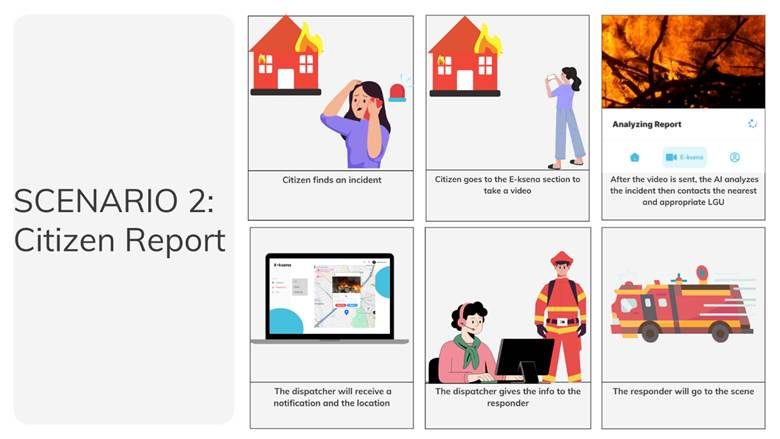 SCENARIO 2:
Citizen Report
Citizen finds an incident
Citizen goes to the E-ksena section to
take a video
Analyzing Report
E-ksena
After the video is sent, the AI analyzes
the incident then contacts the nearest
and appropriate LGU
E-ksena
The dispatcher will receive a
notification and the location
The dispatcher gives the info to the
responder
The responder will go to the scene